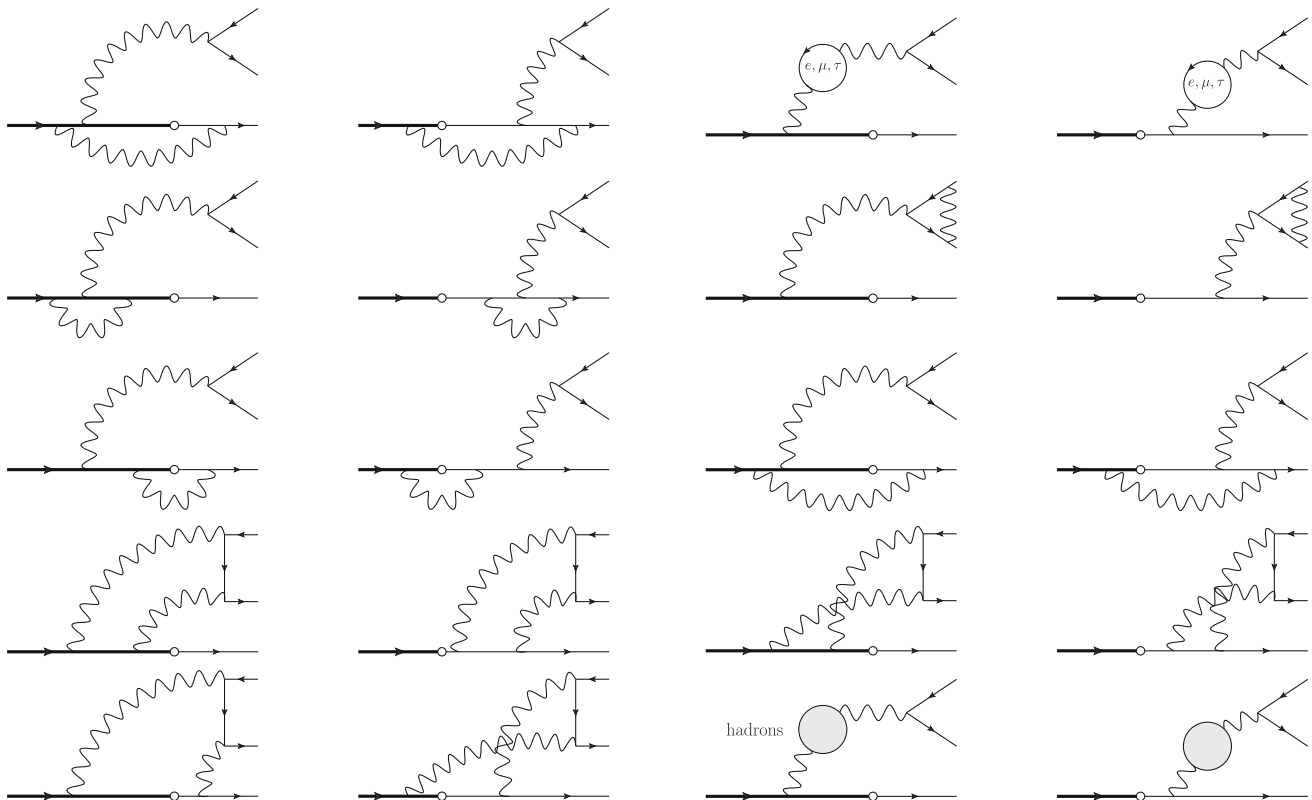 e, μ, τ
e, μ, τ
hadrons